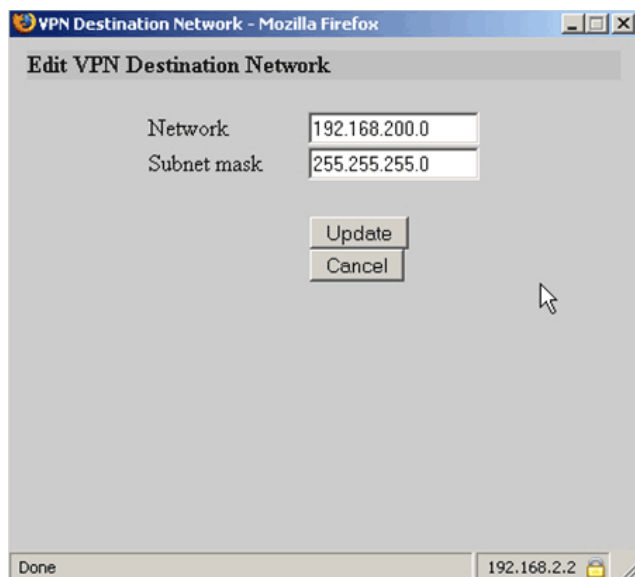 VPN Destination Network - Mozilla Firefox
Edit VPN Destination Network
Network 192.168.200.0
Subnet mask 255.255.255.0
Update
Cancel
Done 192.168.2.2